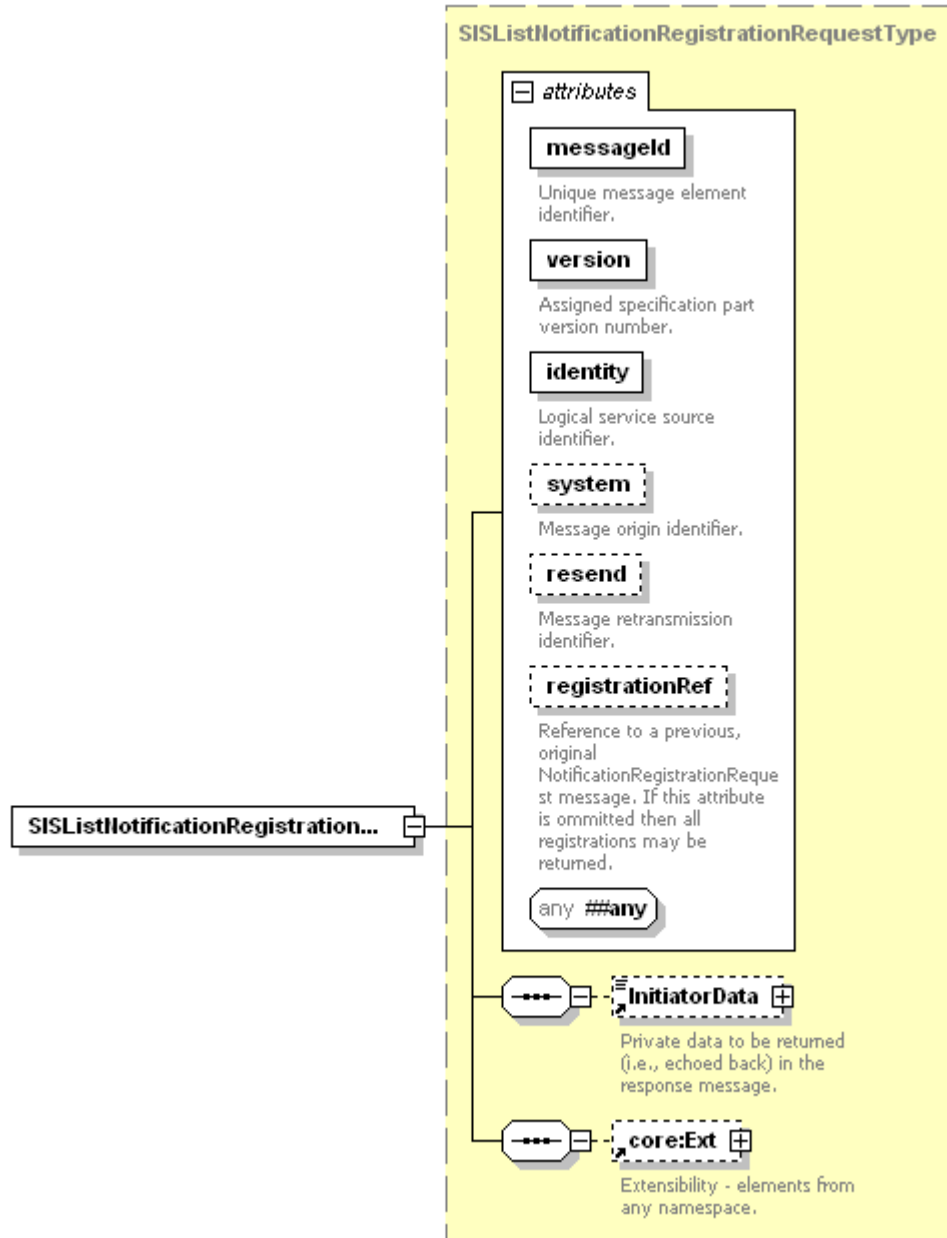 SISListNotificationRegistrationRequestType
attributes
messageId
Unique message element
identifier.
version
Assigned specification part
version number.
identity
Logical service source
identifier.
system
Message origin identifier.
resend
Message retransmission
identifier.
registrationRef
Reference to a previous,
original
NotificationRegistrationReque
st message. If this attribute
is ommitted then all
registrations may be
returned.
any ##any
SISListNotificationRegistration...
InitiatorData
Private data to be returned
(i.e., echoed back) in the
response message.
core:Ext
Extensibility - elements from
any namespace.